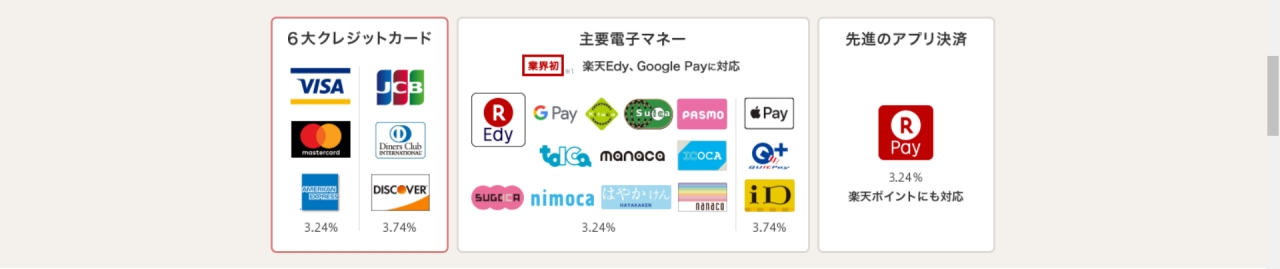 6大クレジットカード
VISA
JCB
mastercard
Diners Club
INTERNATIONAL
AMERICAN
EXPRESS
DISCOVER
3.24%
3.74%
主要電子マネー
業界初
※1
楽天Edy、Google Payに対応
R
Edy
G Pay
Kitaca
Suica
PASMO
Pay
toica
manaca
ICOCA
QUICPay
SUGOCA
nimoca
はやかけん
HAYAKAKEN
nanaco
iD
3.24%
3.74%
先進のアプリ決済
R
Pay
3.24%
楽天ポイントにも対応